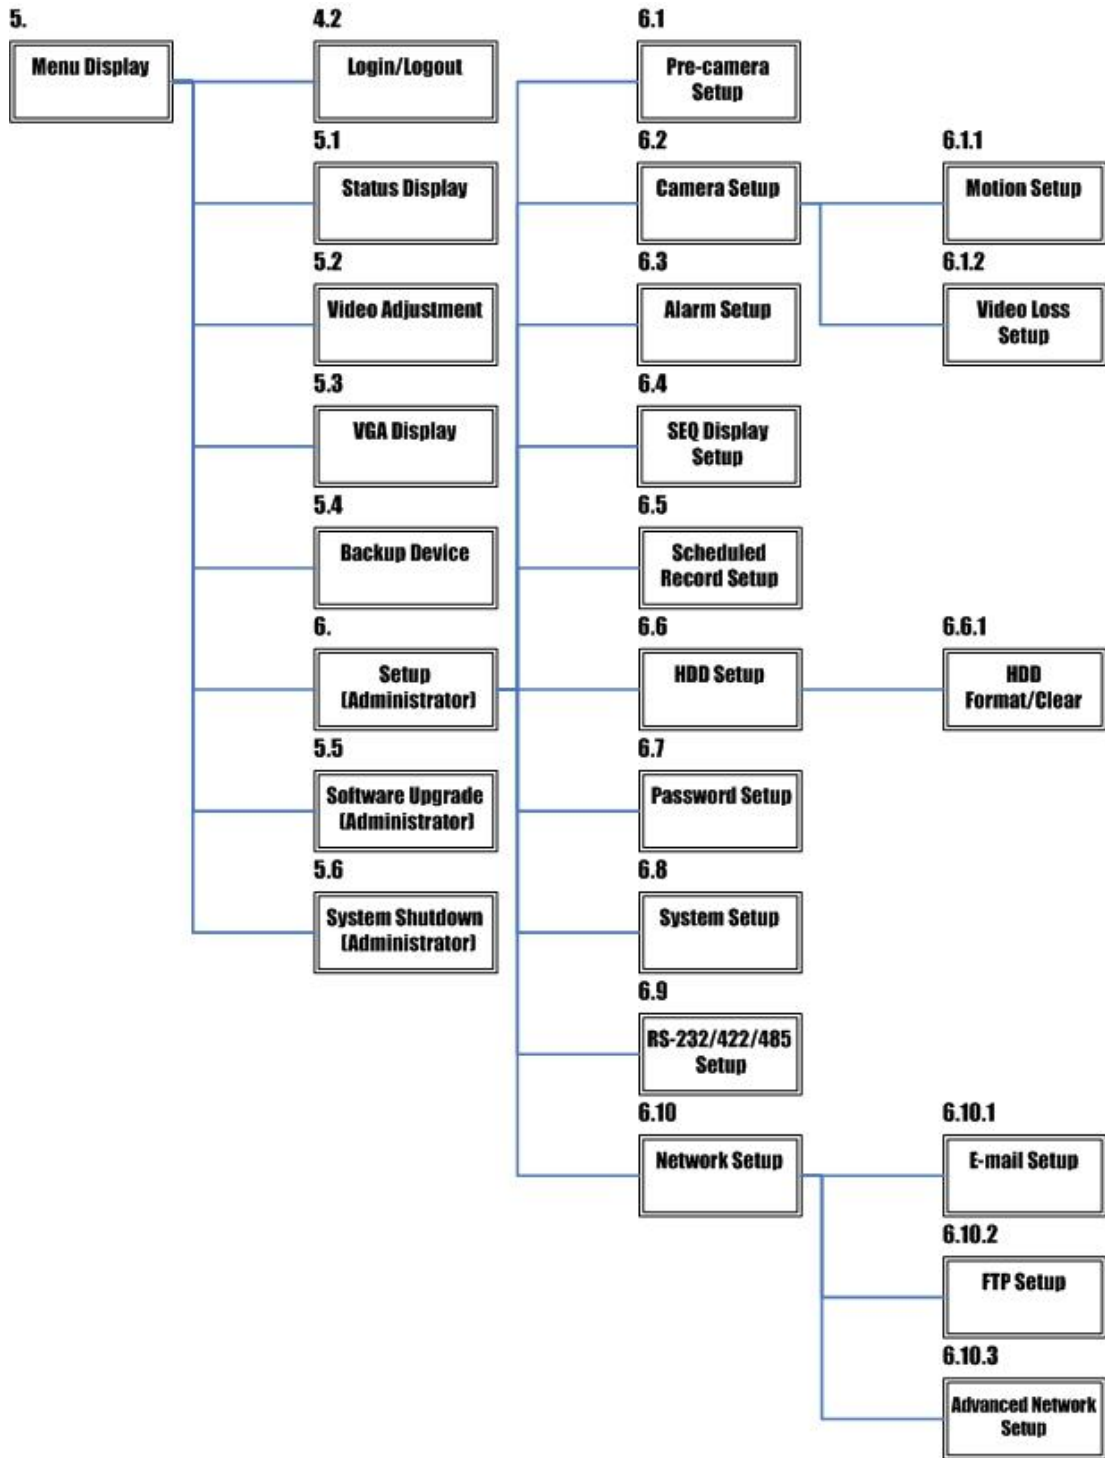 5.
Menu Display
4.2
Login/Logout
5.1
Status Display
5.2
Video Adjustment
5.3
VGA Display
5.4
Backup Device
6.
Setup
(Administrator)
5.5
Software Upgrade
(Administrator)
5.6
System Shutdown
(Administrator)
6.1
Pre-camera
Setup
6.2
Camera Setup
6.3
Alarm Setup
6.4
SEQ Display
Setup
6.5
Scheduled
Record Setup
6.6
HDD Setup
6.7
Password Setup
6.8
System Setup
6.9
RS-232/422/485
Setup
6.10
Network Setup
6.1.1
Motion Setup
6.1.2
Video Loss
Setup
6.6.1
HDD
Format/Clear
6.10.1
E-mail Setup
6.10.2
FTP Setup
6.10.3
Advanced Network
Setup